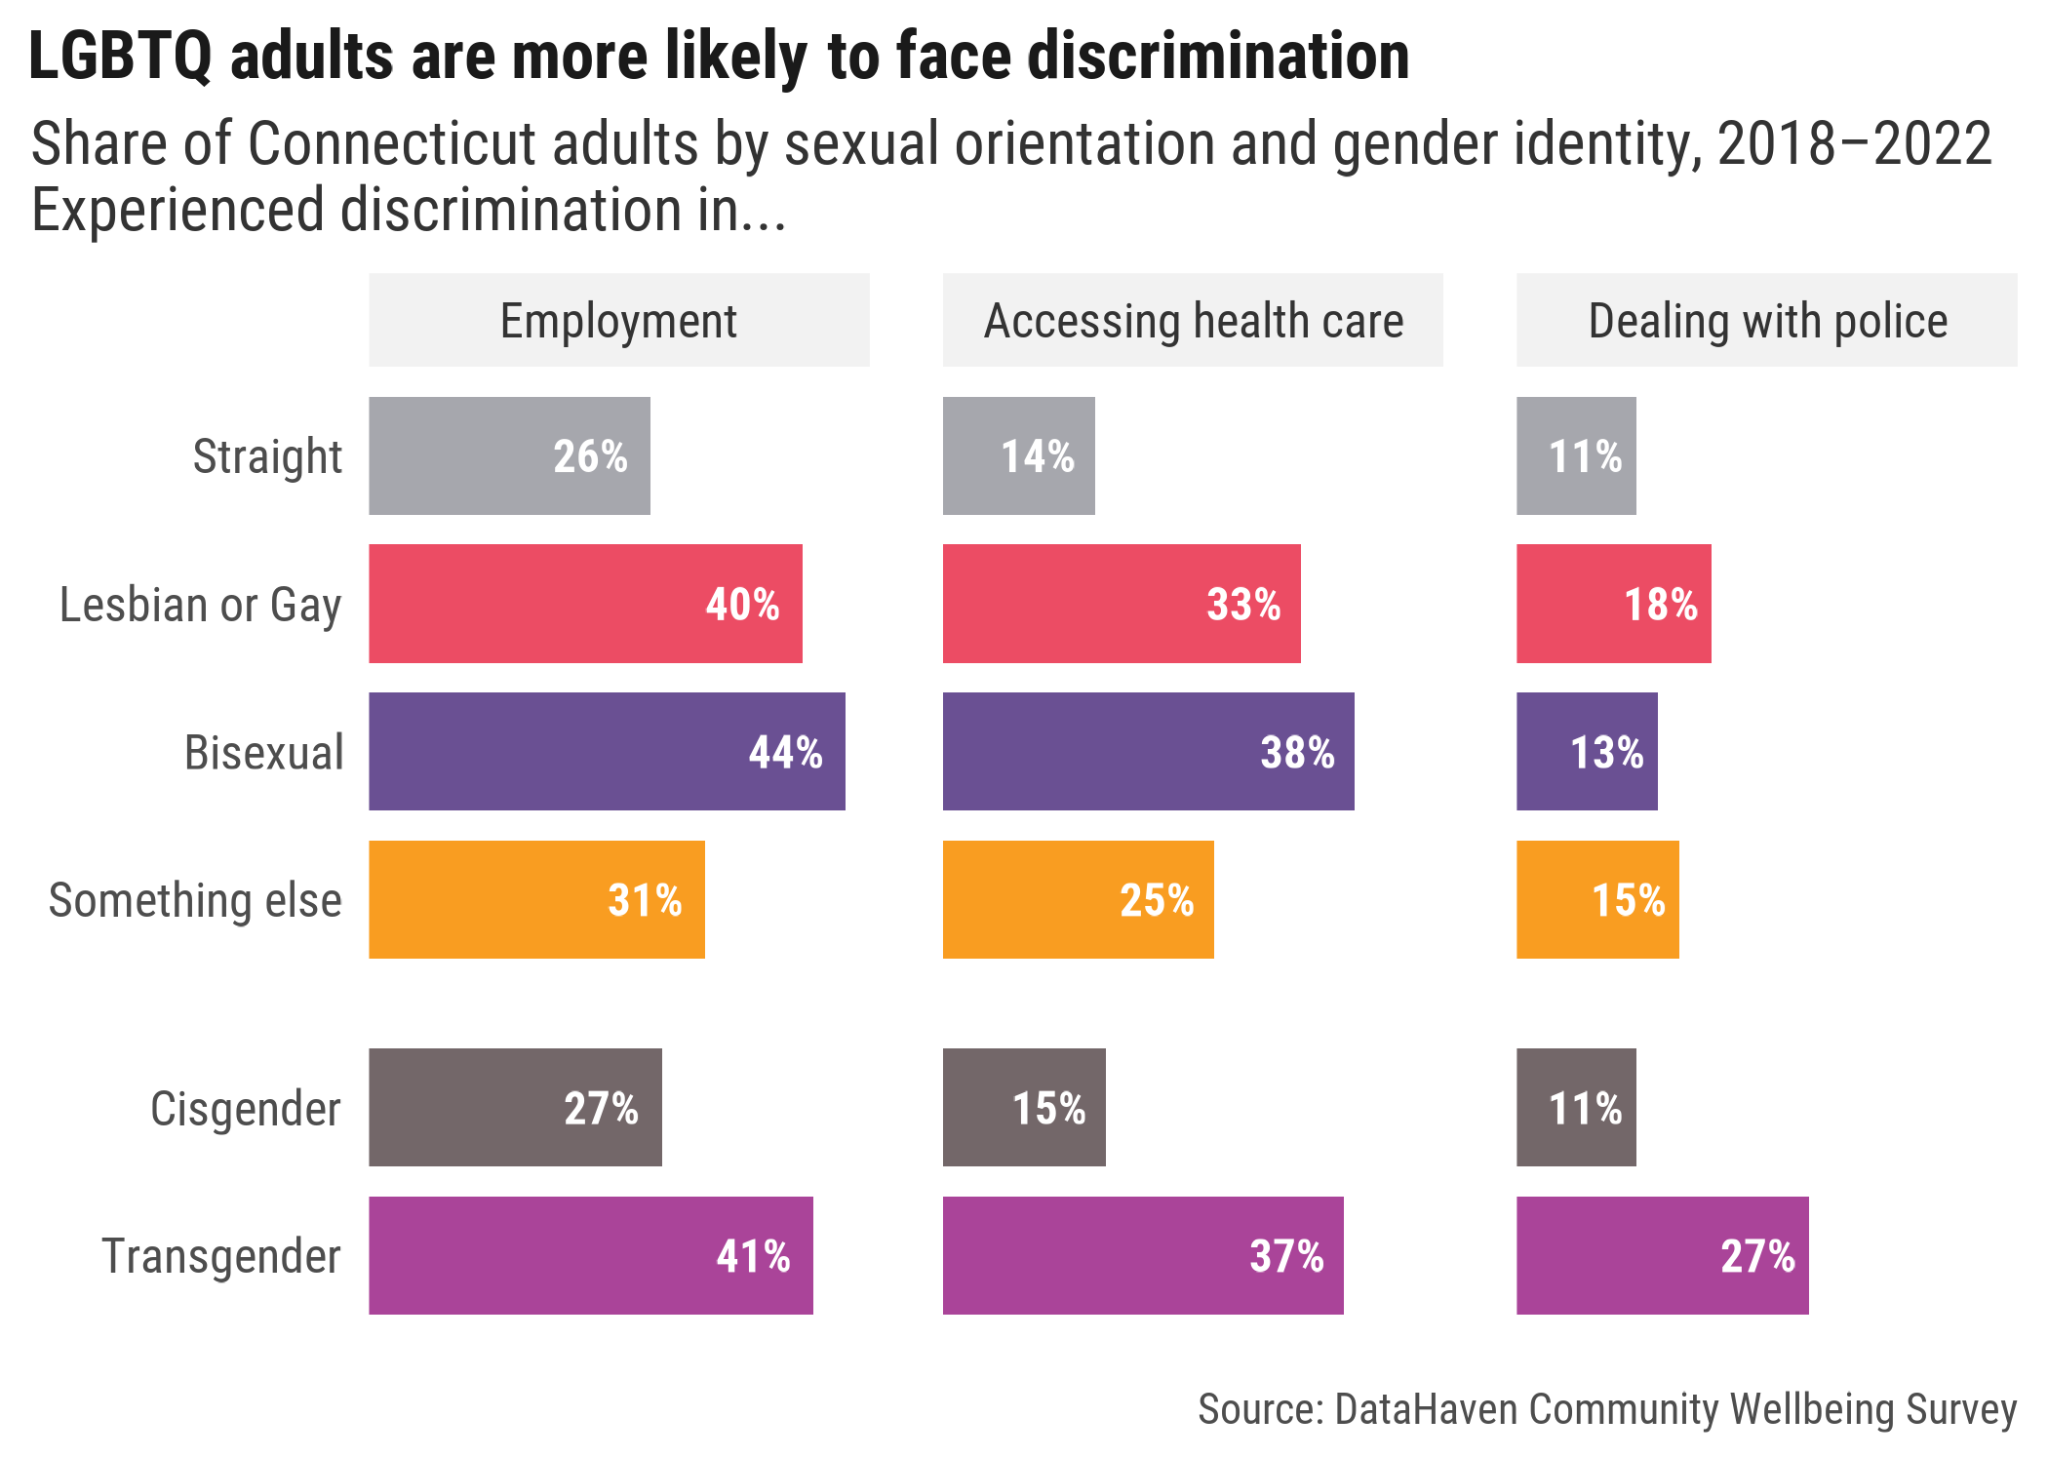 LGBTQ adults are more likely to face discrimination
Share of Connecticut adults by sexual orientation and gender identity, 2018–2022
Experienced discrimination in...
Employment Accessing health care Dealing with police
Straight 26% 14% 11%
Lesbian or Gay 40% 33% 18%
Bisexual 44% 38% 13%
Something else 31% 25% 15%
Cisgender 27% 15% 11%
Transgender 41% 37% 27%
Source: DataHaven Community Wellbeing Survey